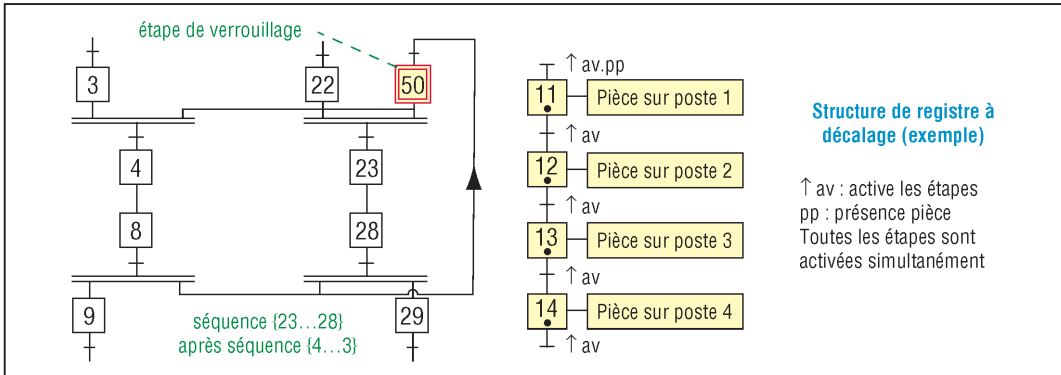 étape de verrouillage
3
22
50
4
23
8
28
9
29
séquence {23...28}
après séquence {4...3}
↑ av.pp
11
Pièce sur poste 1
↑ av
12
Pièce sur poste 2
↑ av
13
Pièce sur poste 3
↑ av
14
Pièce sur poste 4
↑ av
Structure de registre à
décalage (exemple)
↑ av : active les étapes
pp : présence pièce
Toutes les étapes sont
activées simultanément